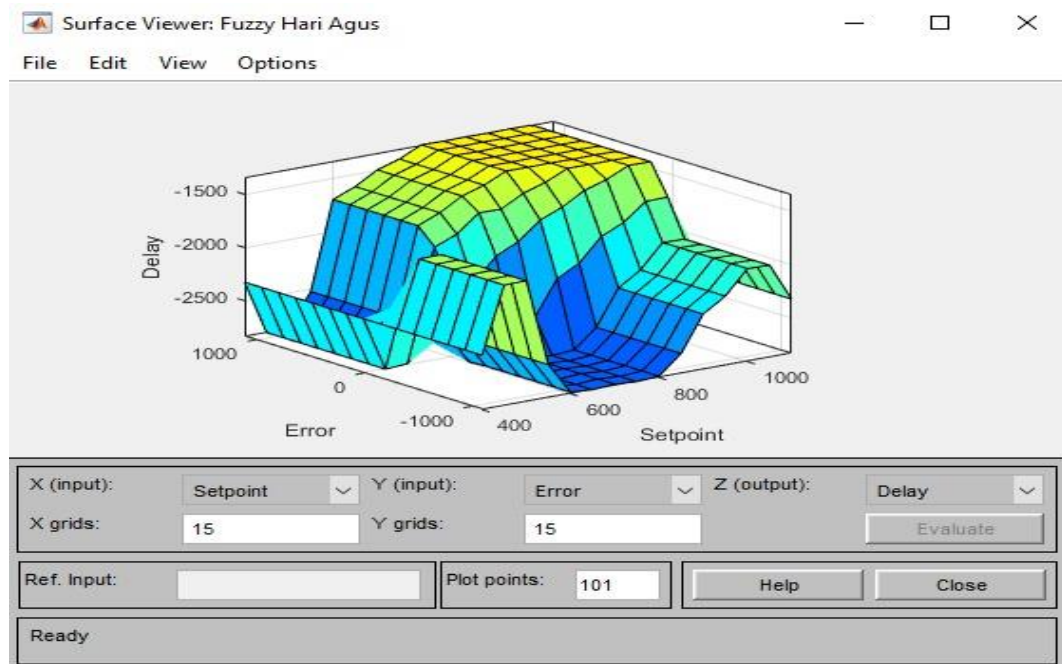 Surface Viewer: Fuzzy Hari Agus
File Edit View Options
-1500
-2000
-2500
Delay
1000
0
-1000
Error
400
600
800
1000
Setpoint
X (input): Setpoint Y (input): Error Z (output): Delay
X grids: 15 Y grids: 15 Evaluate
Ref. Input: Plot points: 101 Help Close
Ready